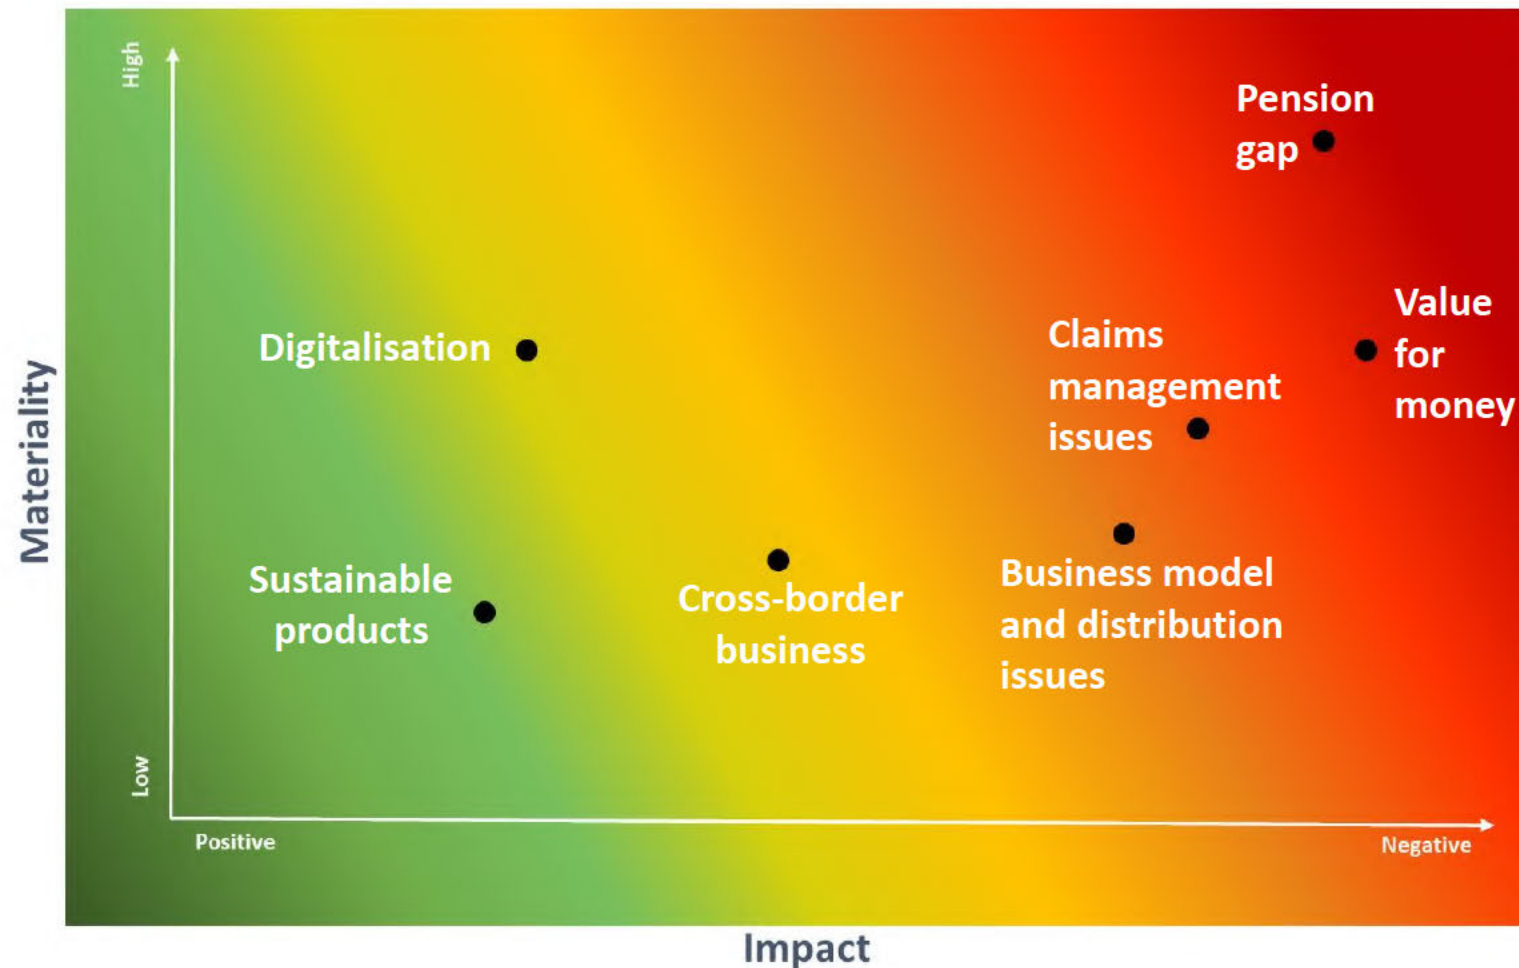 High
Pension
gap
Value
for
money
Claims
management
issues
Digitalisation
Materiality
Business model
and distribution
issues
Cross-border
business
Sustainable
products
Low
Positive
Negative
Impact